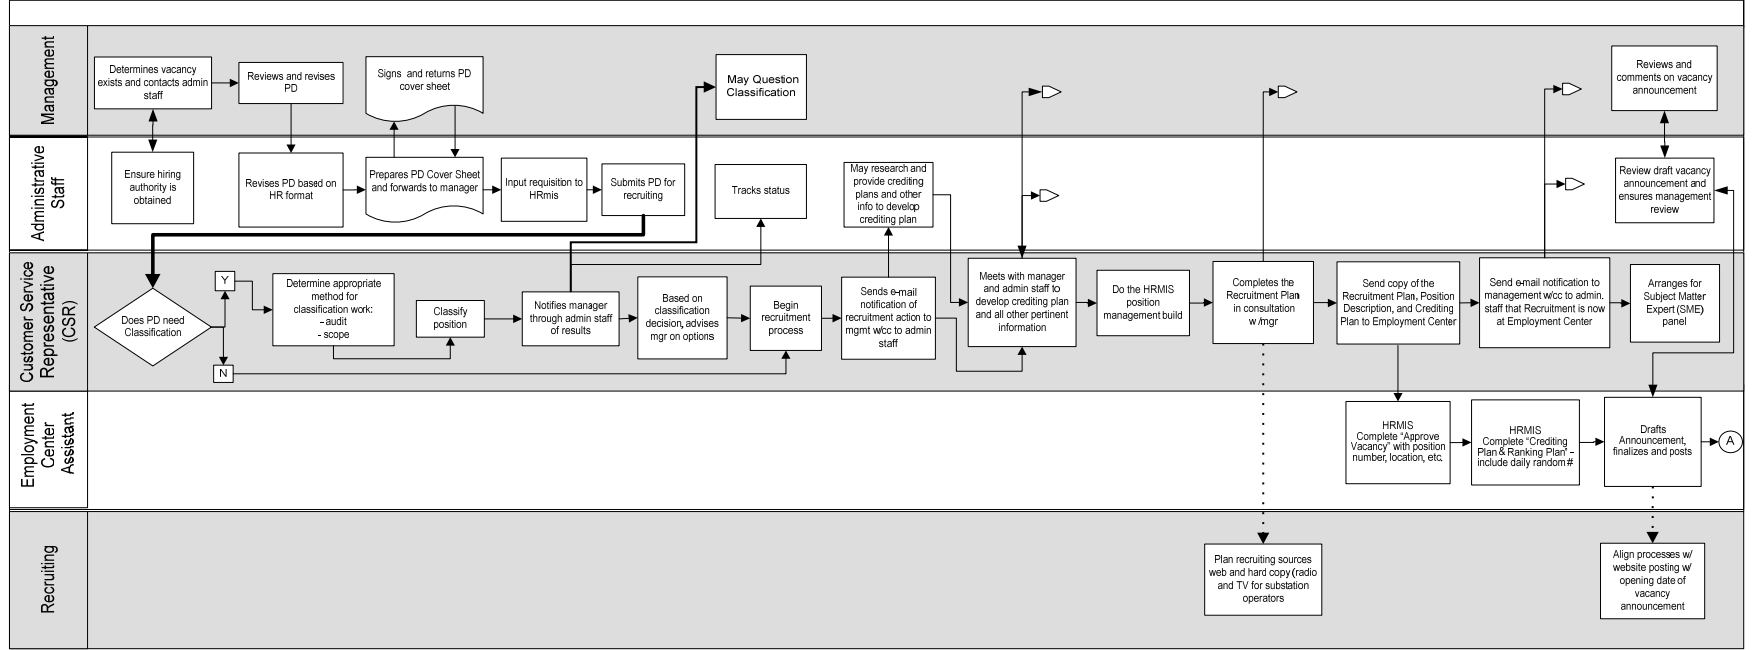 Management
Determines vacancy
exists and contacts admin
staff
Reviews and revises
PD
Signs and returns PD
cover sheet
May Question
Classification
Reviews and
comments on vacancy
announcement
Administrative
Staff
Ensure hiring
authority is
obtained
Revises PD based on
HR format
Prepares PD Cover Sheet
and forwards to manager
Input requisition to
HRmis
Submits PD for
recruiting
Tracks status
May research and
provide crediting
plans and other
info to develop
crediting plan
Review draft vacancy
announcement and
ensures management
review
Customer Service
Representative
(CSR)
Does PD need
Classification
Y
N
Determine appropriate
method for
classification work:
– audit
- scope
Classify
position
Notifies manager
through admin staff
of results
Based on
classification
decision, advises
mgr on options
Begin
recruitment
process
Sends e-mail
notification of
recruitment action to
mgmt w/cc to admin
staff
Meets with manager
and admin staff to
develop crediting plan
and all other pertinent
information
Do the HRMIS
position
management build
Completes the
Recruitment Plan
in consultation
w/mgr
Send copy of the
Recruitment Plan, Position
Description, and Crediting
Plan to Employment Center
Send e-mail notification to
management w/cc to admin.
staff that Recruitment is now
at Employment Center
Arranges for
Subject Matter
Expert (SME)
panel
Employment
Center
Assistant
HRMIS
Complete "Approve
Vacancy" with position
number, location, etc.
HRMIS
Complete "Crediting
Plan & Ranking Plan" –
include daily random #
Drafts
Announcement,
finalizes and posts
A
Recruiting
Plan recruiting sources
web and hard copy (radio
and TV for substation
operators
Align processes w/
website posting w/
opening date of
vacancy
announcement